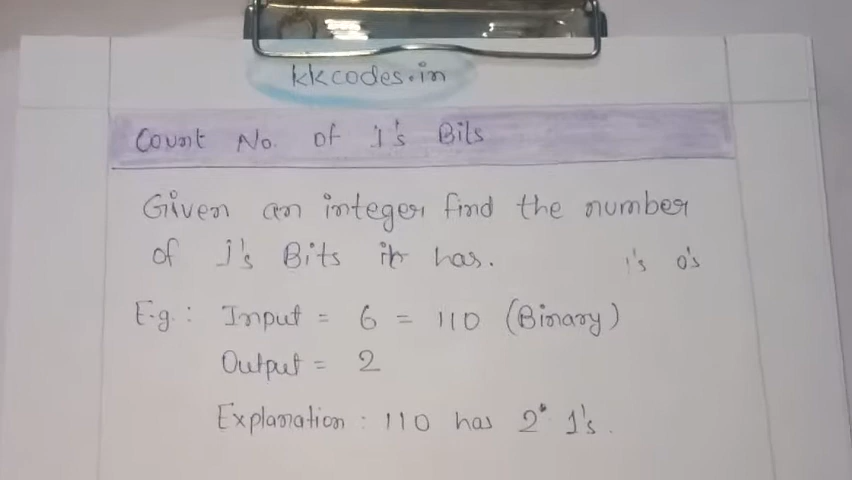 kkcodes.in
Count No. of 1's Bits
Given an integer find the number
of 1's Bits it has. 1's 0's
E.g.: Input = 6 = 110 (Binary)
Output = 2
Explanation : 110 has 2 1's.